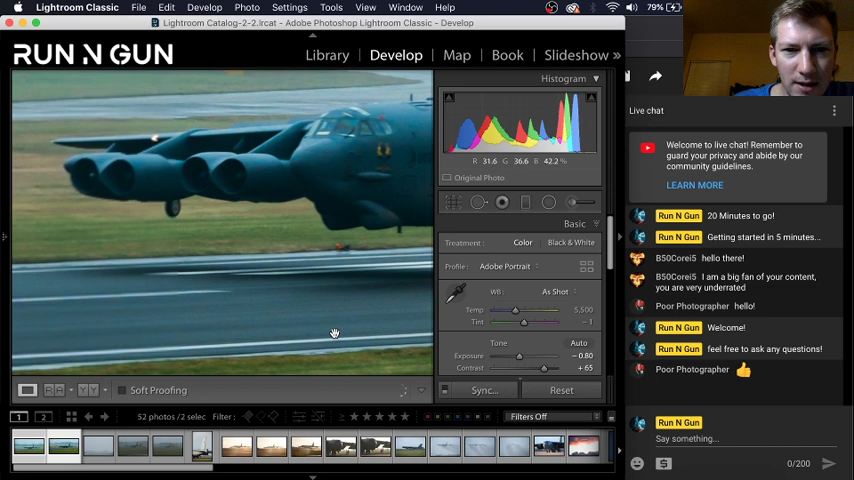 Lightroom Classic File Edit Develop Photo Settings Tools View Window Help 79%
Lightroom Catalog-2-2.lrcat - Adobe Photoshop Lightroom Classic - Develop
RUN N GUN Library Develop Map Book Slideshow »
Histogram
R 31.6 G 36.6 B 42.2 %
Original Photo
Basic
Treatment: Color Black & White
Profile: Adobe Portrait
WB: As Shot
Temp 5,500
Tint − 1
Tone Auto
Exposure − 0.80
Contrast + 65
Soft Proofing
Sync... Reset
1 2 52 photos/2 selec Filter: Filters Off
Live chat
Welcome to live chat! Remember to
guard your privacy and abide by our
community guidelines.
LEARN MORE
Run N Gun 20 Minutes to go!
Run N Gun Getting started in 5 minutes...
B50Corei5 hello there!
B50Corei5 I am a big fan of your content,
you are very underrated
Poor Photographer hello!
Run N Gun Welcome!
Run N Gun feel free to ask any questions!
Poor Photographer
Run N Gun
Say something...
0/200